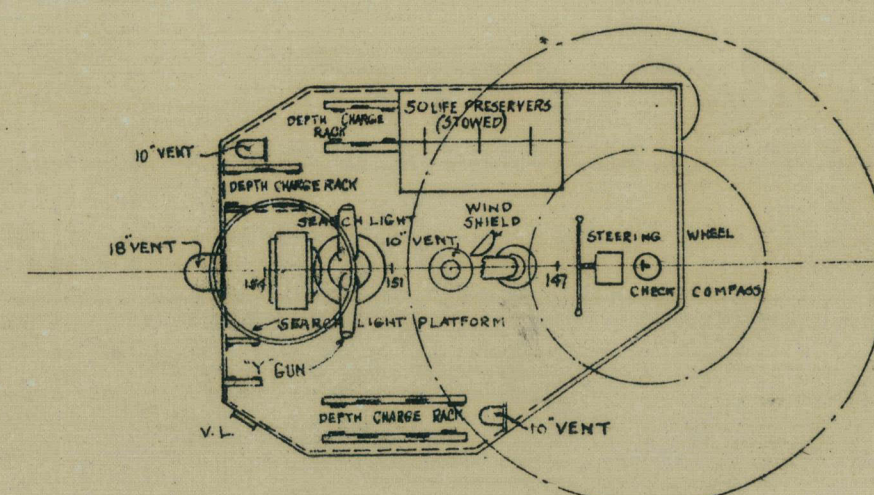 50 LIFE PRESERVERS
(STOWED)
DEPTH CHARGE
RACK
10" VENT
DEPTH CHARGE RACK
SEARCH LIGHT
WIND
SHIELD
10" VENT
18" VENT
STEERING WHEEL
154
151
147
CHECK COMPASS
SEARCH LIGHT PLATFORM
"Y" GUN
DEPTH CHARGE RACK
V.L.
10" VENT